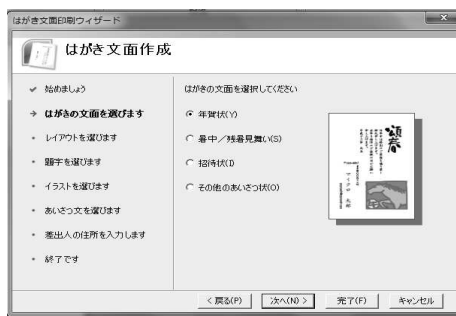 はがき文面印刷ウィザード
はがき文面作成
始めましょう
はがきの文面を選びます
レイアウトを選びます
題字を選びます
イラストを選びます
あいさつ文を選びます
差出人の住所を入力します
終了です
はがきの文面を選択してください
年賀状(Y)
暑中/残暑見舞い(S)
招待状(I)
その他のあいさつ状(O)
頌春
< 戻る(P)
次へ(N) >
完了(F)
キャンセル